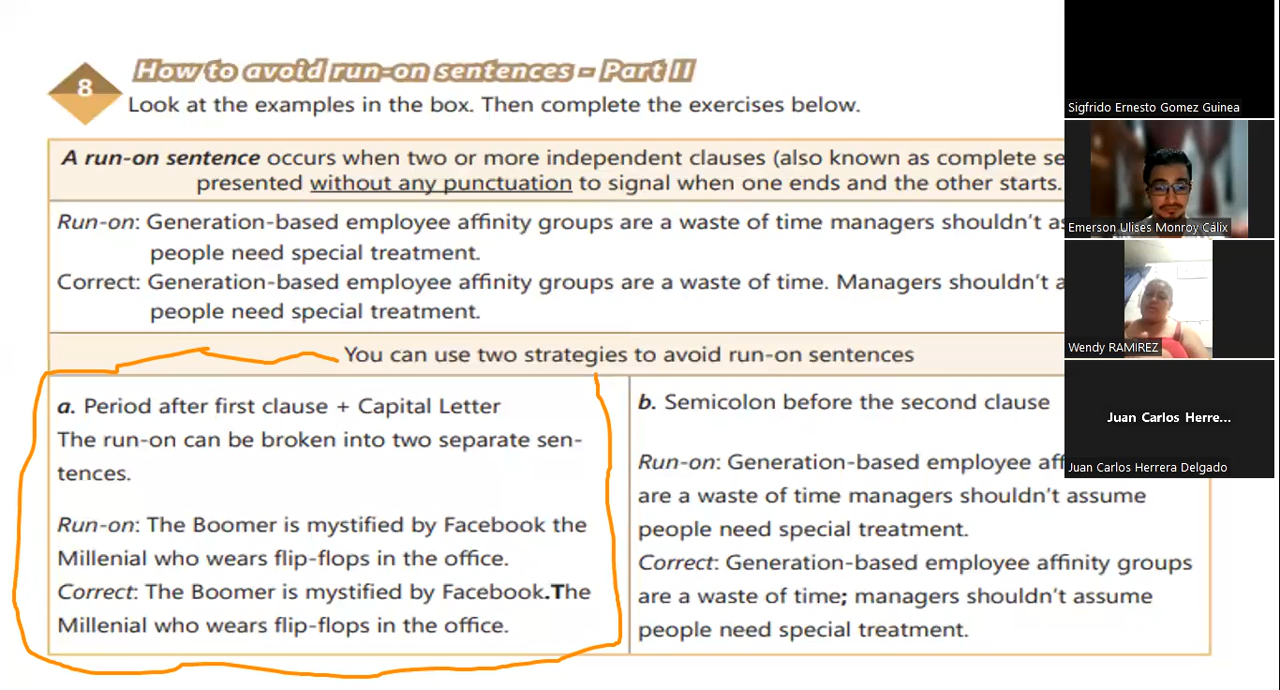 8
How to avoid run-on sentences - Part II
Look at the examples in the box. Then complete the exercises below.
A run-on sentence occurs when two or more independent clauses (also known as complete se
presented without any punctuation to signal when one ends and the other starts.
Run-on: Generation-based employee affinity groups are a waste of time managers shouldn't as
people need special treatment.
Correct: Generation-based employee affinity groups are a waste of time. Managers shouldn't a
people need special treatment.
You can use two strategies to avoid run-on sentences
a. Period after first clause + Capital Letter
The run-on can be broken into two separate sen-
tences.
Run-on: The Boomer is mystified by Facebook the
Millenial who wears flip-flops in the office.
Correct: The Boomer is mystified by Facebook.The
Millenial who wears flip-flops in the office.
b. Semicolon before the second clause
Run-on: Generation-based employee aff
are a waste of time managers shouldn't assume
people need special treatment.
Correct: Generation-based employee affinity groups
are a waste of time; managers shouldn't assume
people need special treatment.
Sigfrido Ernesto Gomez Guinea
Emerson Ulises Monroy Cálix
Wendy RAMIREZ
Juan Carlos Herre...
Juan Carlos Herrera Delgado